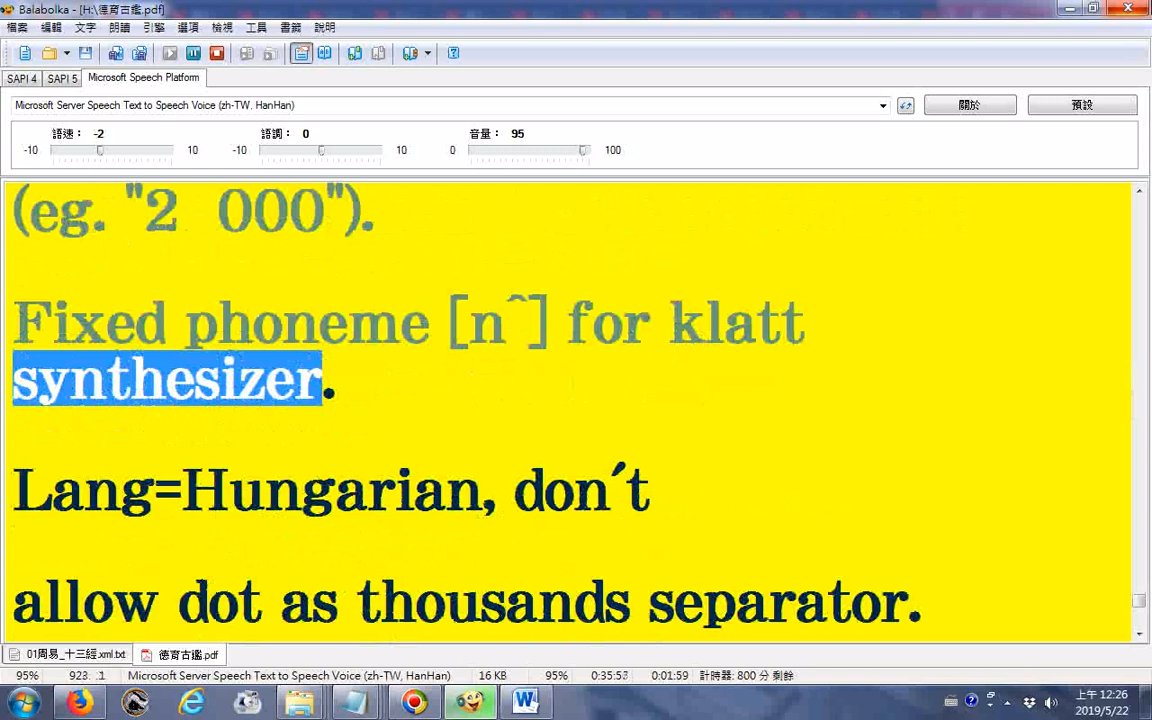 Balabolka - [H:\德育古鑑.pdf]
檔案 編輯 文字 朗讀 引擎 選項 檢視 工具 書籤 說明
SAPI 4 SAPI 5 Microsoft Speech Platform
Microsoft Server Speech Text to Speech Voice (zh-TW, HanHan) 關於 預設
語速： -2 語調： 0 音量： 95
-10 10 -10 10 0 100
(eg. "2 000").
Fixed phoneme [n^] for klatt
synthesizer.
Lang=Hungarian, don´t
allow dot as thousands separator.
01周易_十三經.xml.txt 德育古鑑.pdf
95% 923: 1 Microsoft Server Speech Text to Speech Voice (zh-TW, HanHan) 16 KB 95% 0:35:53 0:01:59 計時器: 800 分 剩餘
上午 12:26
2019/5/22